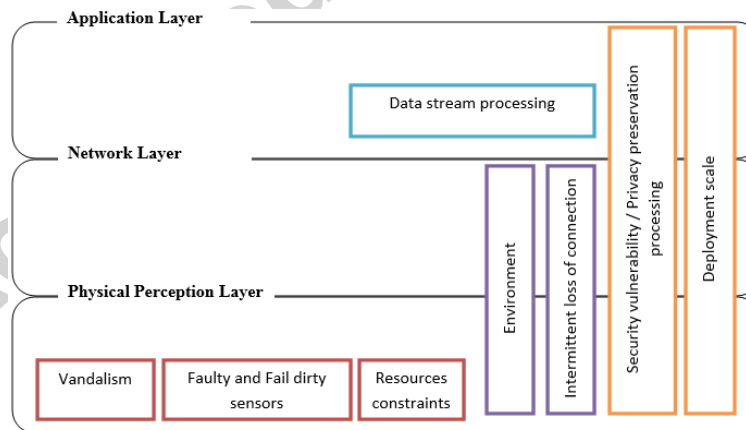 Application Layer
Data stream processing
Network Layer
Physical Perception Layer
Vandalism
Faulty and Fail dirty
sensors
Resources
constraints
Environment
Intermittent loss of connection
Security vulnerability / Privacy preservation
processing
Deployment scale